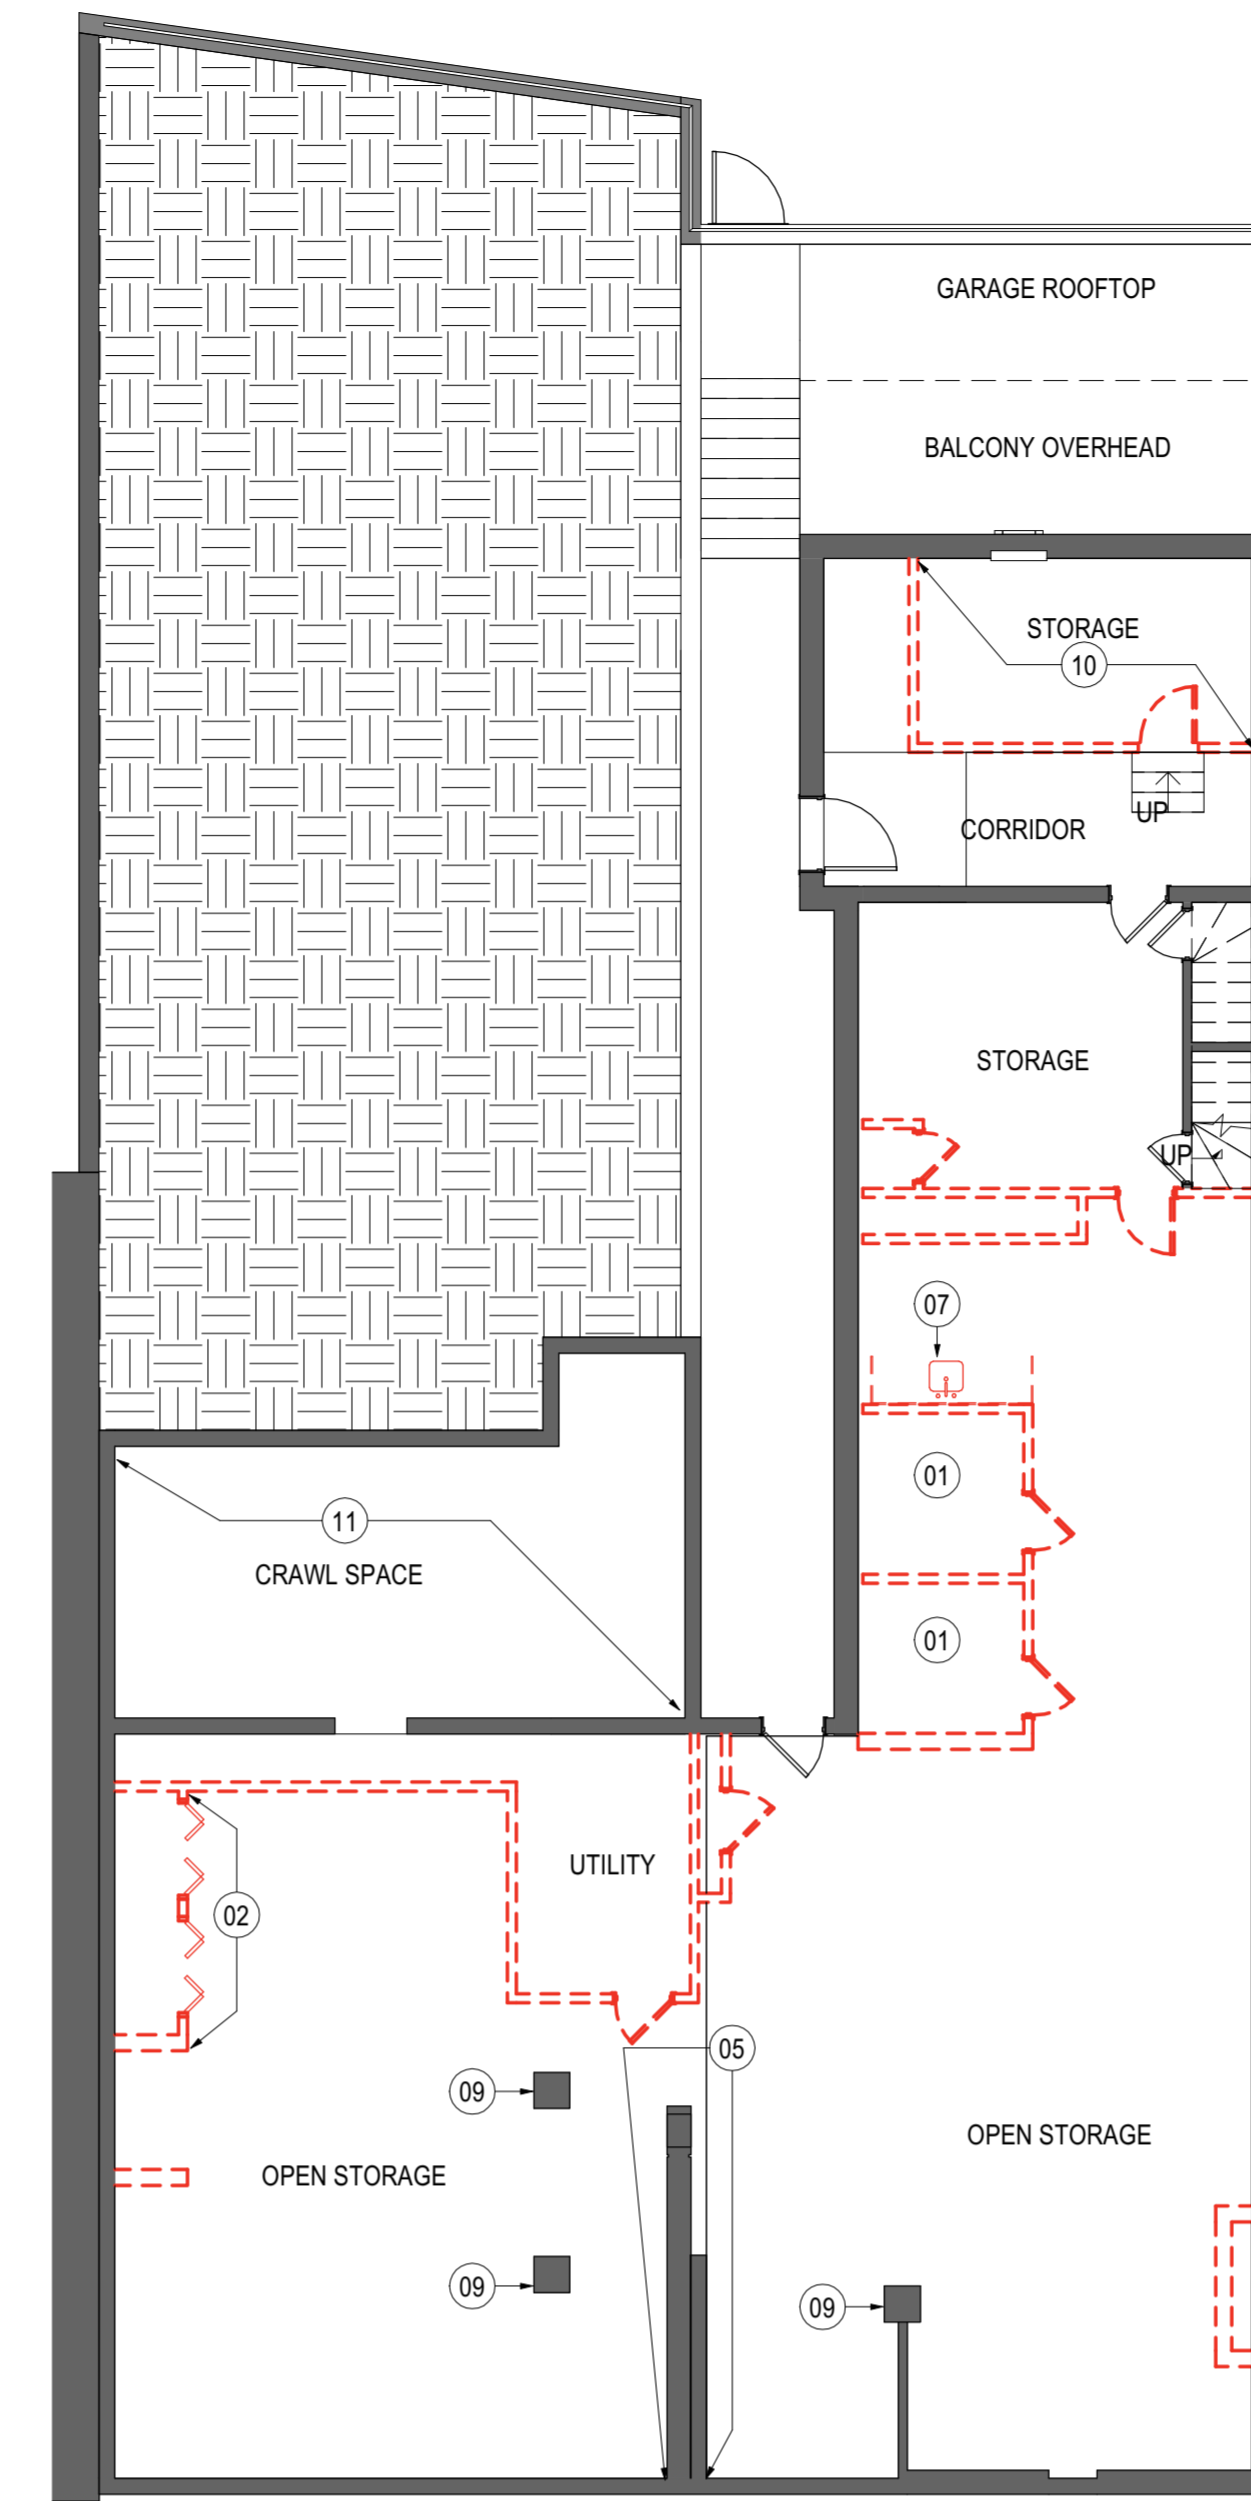 GARAGE ROOFTOP
BALCONY OVERHEAD
STORAGE
10
UP
CORRIDOR
STORAGE
UP
07
01
11
CRAWL SPACE
01
UTILITY
02
05
09
OPEN STORAGE
OPEN STORAGE
09
09